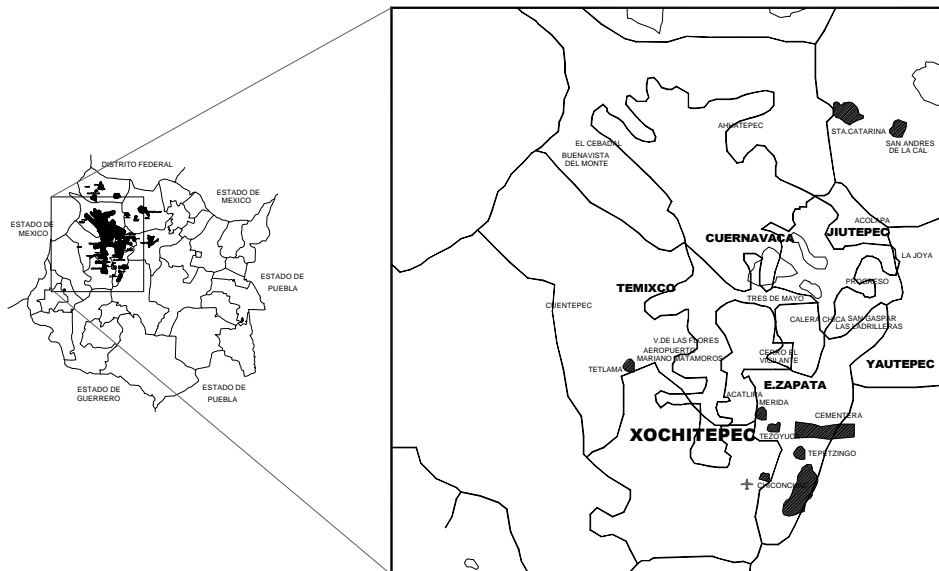 DISTRITO FEDERAL
ESTADO DE
MEXICO
ESTADO DE
MEXICO
ESTADO DE
PUEBLA
ESTADO DE
GUERRERO
ESTADO DE
PUEBLA
AHUATEPEC
STA.CATARINA
SAN ANDRES
DE LA CAL
EL CEBADAL
BUENAVISTA
DEL MONTE
ACOLAPA
CUERNAVACA
JIUTEPEC
LA JOYA
TEMIXCO
PROGRESO
TRES DE MAYO
CUENTEPEC
CALERA CHICA
SAN GASPAR
LAS LADRILLERAS
V.DE LAS FLORES
AEROPUERTO
MARIANO MATAMOROS
CERRO EL
VIGILANTE
TETLAMA
YAUTEPEC
E.ZAPATA
ACATLIPA
MERIDA
CEMENTERA
XOCHITEPEC
TEZOYUCA
TEPETZINGO
CHICONCUAC